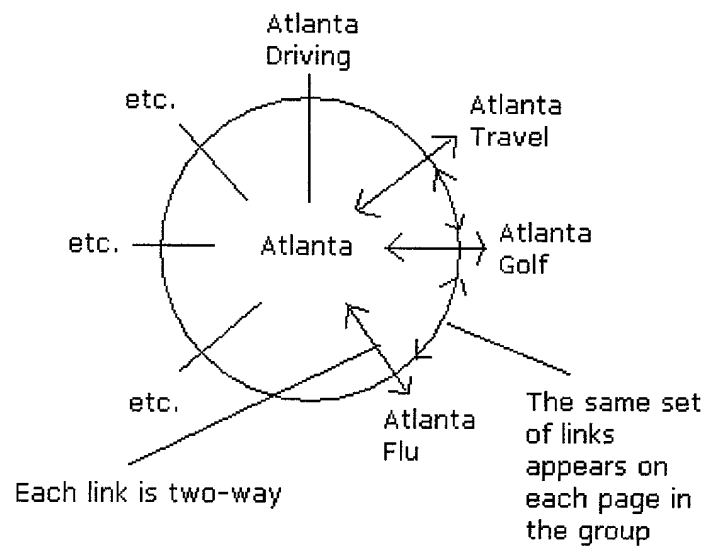 Atlanta
Driving
etc.
Atlanta
Travel
etc.
Atlanta
Atlanta
Golf
etc.
Atlanta
Flu
The same set
of links
appears on
each page in
the group
Each link is two-way